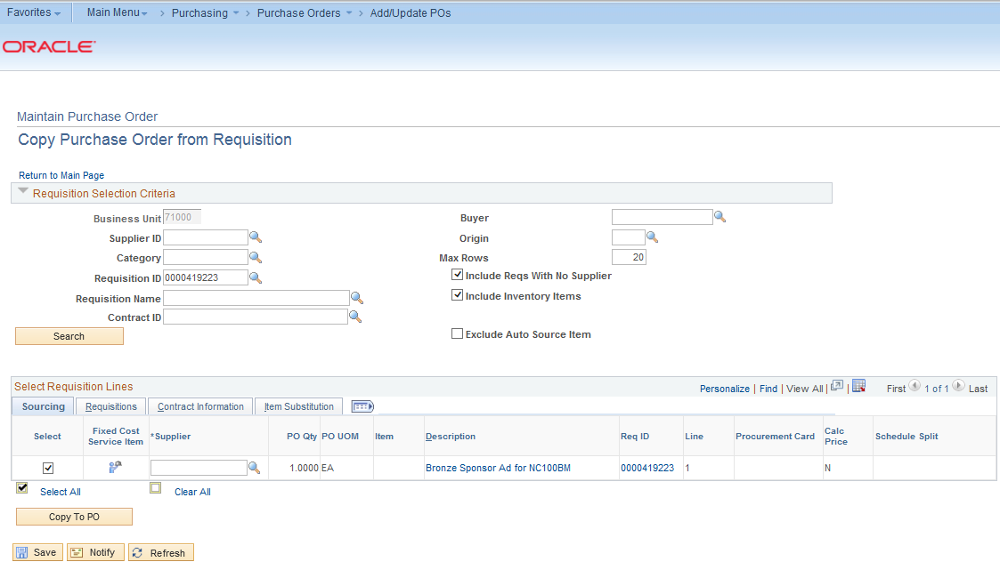 Favorites Main Menu > Purchasing > Purchase Orders > Add/Update POs
ORACLE
Maintain Purchase Order
Copy Purchase Order from Requisition
Return to Main Page
Requisition Selection Criteria
Business Unit 71000 Buyer
Supplier ID Origin
Category Max Rows 20
Requisition ID 0000419223 Include Reqs With No Supplier
Requisition Name Include Inventory Items
Contract ID
Search Exclude Auto Source Item
Select Requisition Lines Personalize | Find | View All | | First 1 of 1 Last
Sourcing Requisitions Contract Information Item Substitution
Select Fixed Cost Service Item *Supplier PO Qty PO UOM Item Description Req ID Line Procurement Card Calc Price Schedule Split
1.0000 EA Bronze Sponsor Ad for NC100BM 0000419223 1 N
Select All Clear All
Copy To PO
Save Notify Refresh